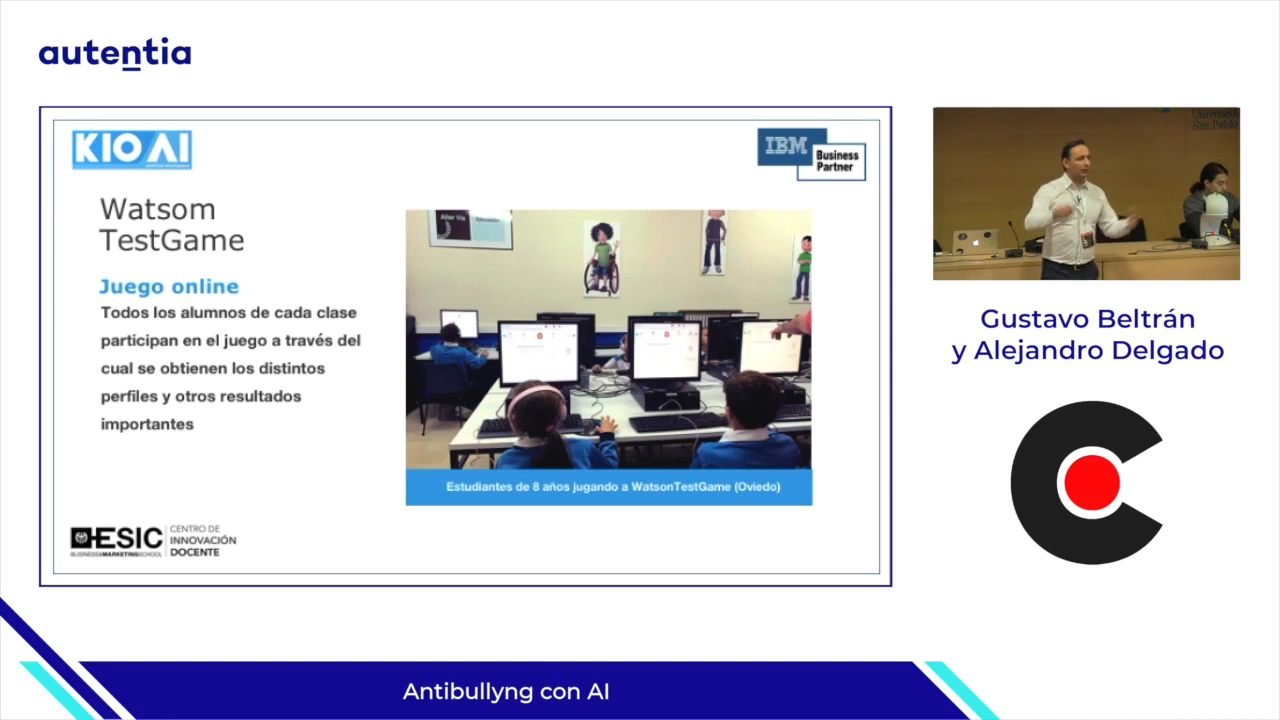 autentia
KIO AI
IBM
Business
Partner
Watsom
TestGame
Juego online
Todos los alumnos de cada clase
participan en el juego a través del
cual se obtienen los distintos
perfiles y otros resultados
importantes
Estudiantes de 8 años jugando a WatsonTestGame (Oviedo)
ESIC
BUSINESS&MARKETINGSCHOOL
CENTRO DE
INNOVACIÓN
DOCENTE
Gustavo Beltrán
y Alejandro Delgado
Antibullyng con AI